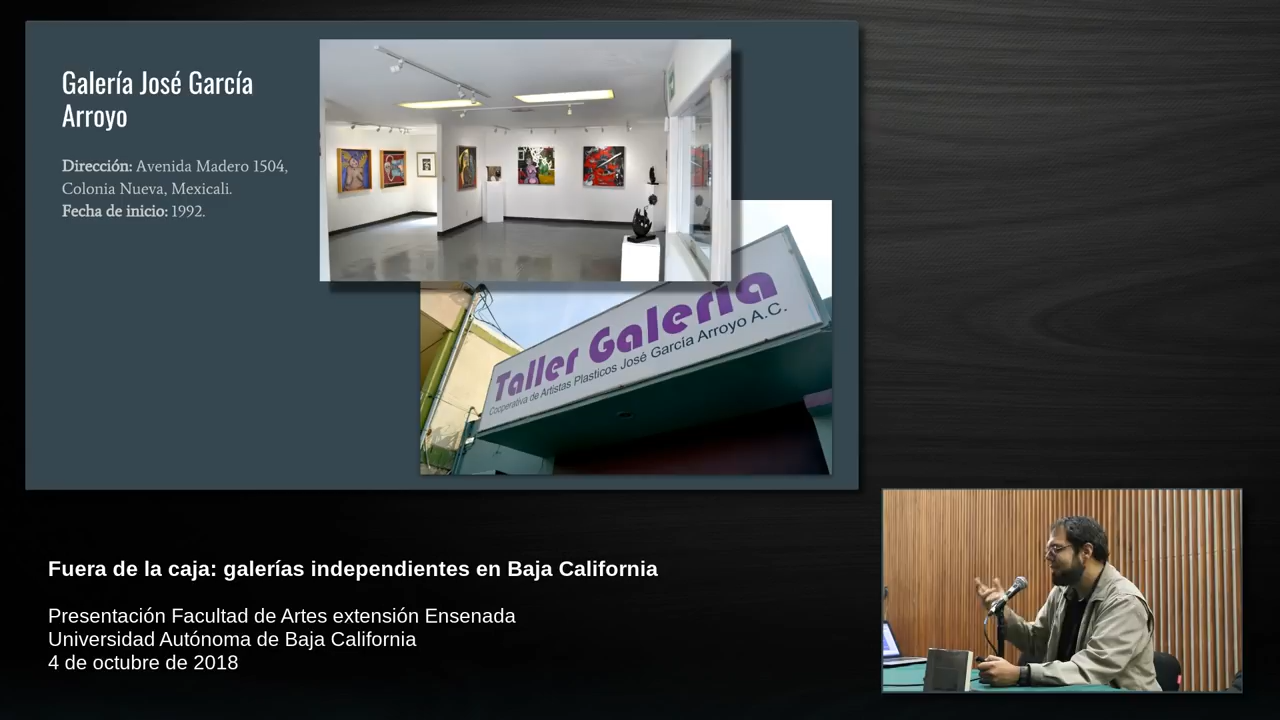 Galería José García
Arroyo
Dirección: Avenida Madero 1504,
Colonia Nueva, Mexicali.
Fecha de inicio: 1992.
Taller Galería
Cooperativa de Artistas Plasticos José García Arroyo A.C.
Fuera de la caja: galerías independientes en Baja California
Presentación Facultad de Artes extensión Ensenada
Universidad Autónoma de Baja California
4 de octubre de 2018